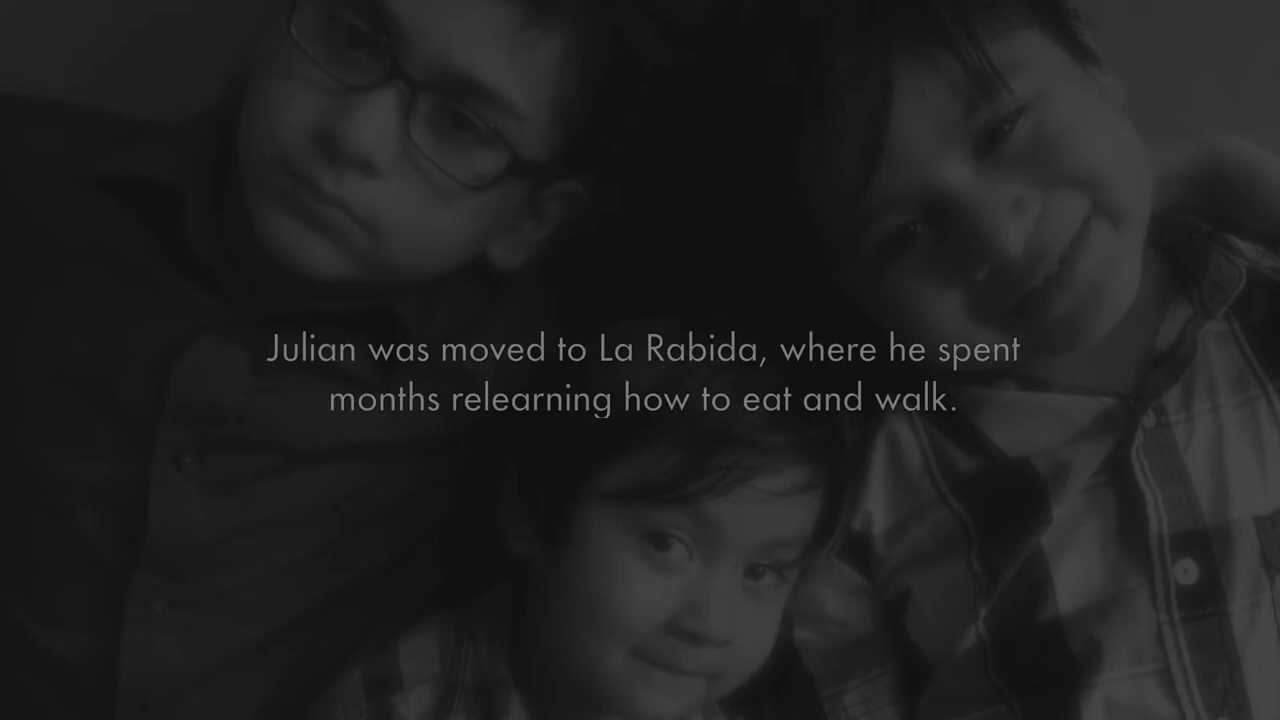 Julian was moved to La Rabida, where he spent
months relearning how to eat and walk.